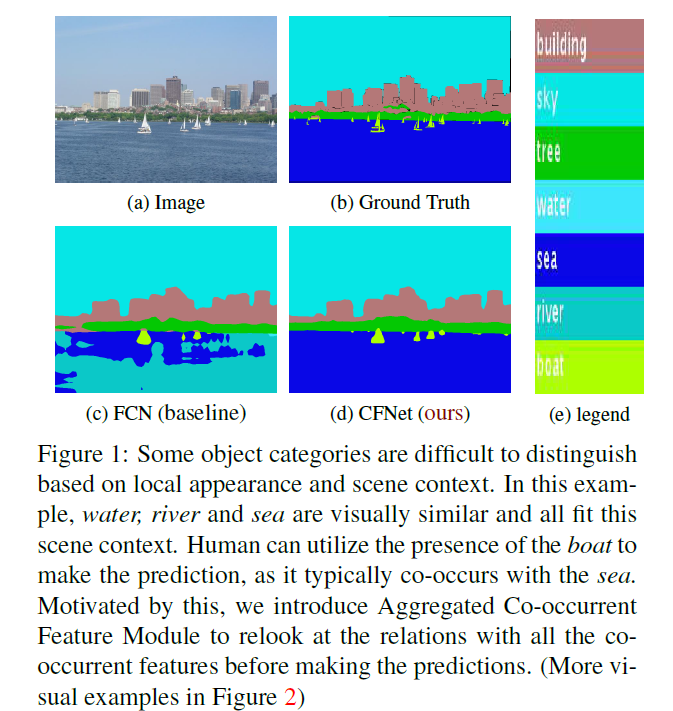 building
sky
tree
water
sea
river
boat
(a) Image
(b) Ground Truth
(c) FCN (baseline)
(d) CFNet (ours)
(e) legend
Figure 1: Some object categories are difficult to distinguish
based on local appearance and scene context. In this exam-
ple, water, river and sea are visually similar and all fit this
scene context. Human can utilize the presence of the boat to
make the prediction, as it typically co-occurs with the sea.
Motivated by this, we introduce Aggregated Co-occurrent
Feature Module to relook at the relations with all the co-
occurrent features before making the predictions. (More vi-
sual examples in Figure 2)